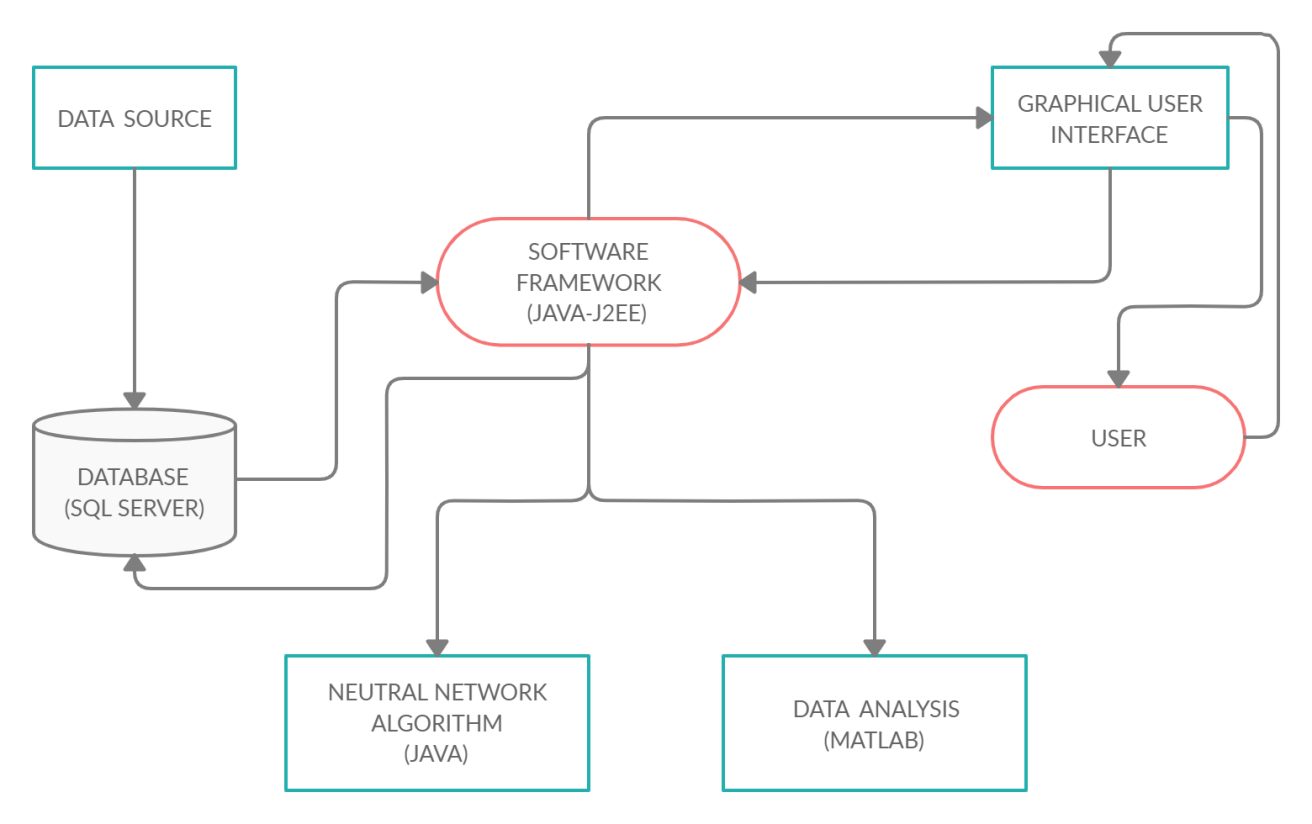 DATA SOURCE
GRAPHICAL USER
INTERFACE
SOFTWARE
FRAMEWORK
(JAVA-J2EE)
USER
DATABASE
(SQL SERVER)
NEUTRAL NETWORK
ALGORITHM
(JAVA)
DATA ANALYSIS
(MATLAB)